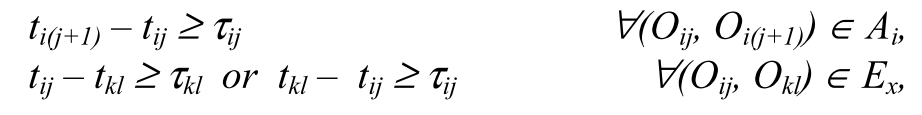 t_{i(j+1)} – t_{ij} ≥ τ_{ij} ∀(O_{ij}, O_{i(j+1)}) ∈ A_i,
t_{ij} – t_{kl} ≥ τ_{kl} or t_{kl} – t_{ij} ≥ τ_{ij} ∀(O_{ij}, O_{kl}) ∈ E_x,